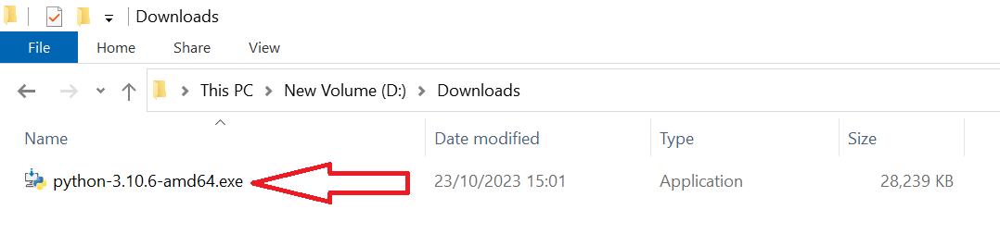 Downloads
File Home Share View
This PC New Volume (D:) Downloads
Name Date modified Type Size
python-3.10.6-amd64.exe 23/10/2023 15:01 Application 28,239 KB